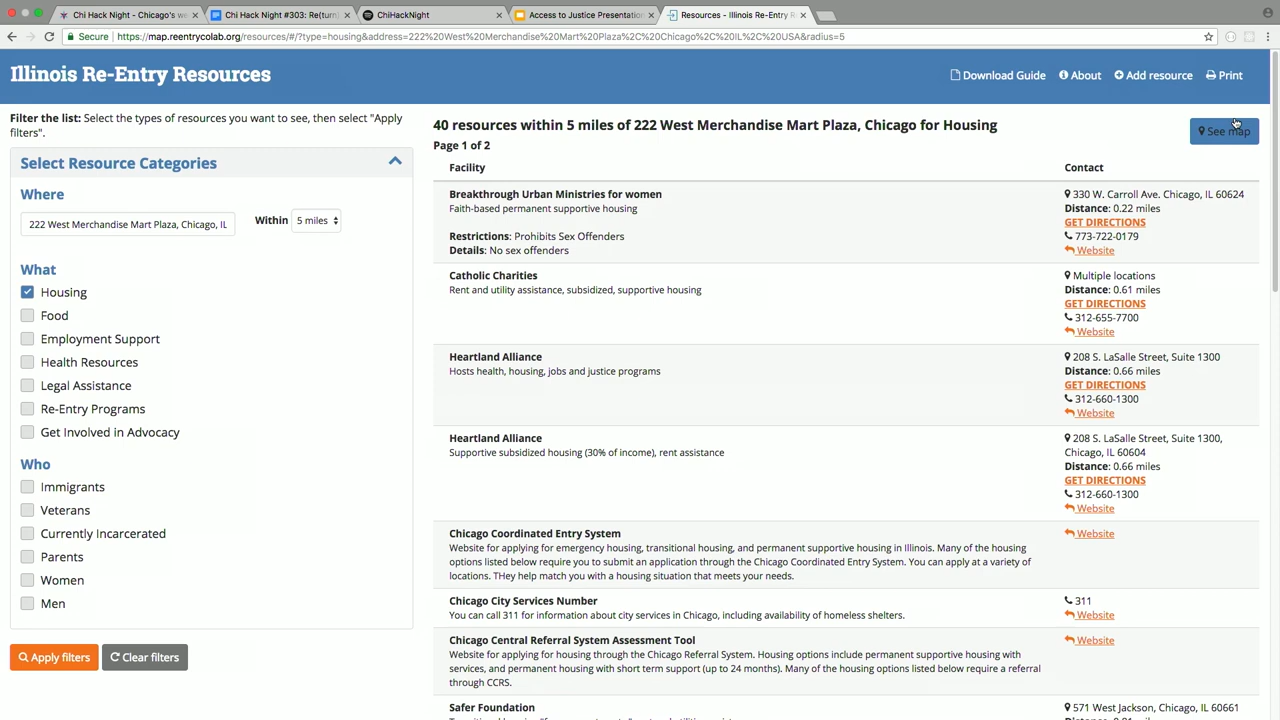 Chi Hack Night - Chicago's we
Chi Hack Night #303: Re(turn)
ChiHackNight
Access to Justice Presentation
Resources - Illinois Re-Entry R
Secure
https://map.reentrycolab.org/resources/#/?type=housing&address=222%20West%20Merchandise%20Mart%20Plaza%2C%20Chicago%2C%20IL%2C%20USA&radius=5
Illinois Re-Entry Resources
Download Guide
About
Add resource
Print
Filter the list: Select the types of resources you want to see, then select "Apply
filters".
Select Resource Categories
Where
222 West Merchandise Mart Plaza, Chicago, IL
Within 5 miles
What
Housing
Food
Employment Support
Health Resources
Legal Assistance
Re-Entry Programs
Get Involved in Advocacy
Who
Immigrants
Veterans
Currently Incarcerated
Parents
Women
Men
Apply filters
Clear filters
40 resources within 5 miles of 222 West Merchandise Mart Plaza, Chicago for Housing
See map
Page 1 of 2
Facility
Contact
Breakthrough Urban Ministries for women
Faith-based permanent supportive housing
Restrictions: Prohibits Sex Offenders
Details: No sex offenders
330 W. Carroll Ave. Chicago, IL 60624
Distance: 0.22 miles
GET DIRECTIONS
773-722-0179
Website
Catholic Charities
Rent and utility assistance, subsidized, supportive housing
Multiple locations
Distance: 0.61 miles
GET DIRECTIONS
312-655-7700
Website
Heartland Alliance
Hosts health, housing, jobs and justice programs
208 S. LaSalle Street, Suite 1300
Distance: 0.66 miles
GET DIRECTIONS
312-660-1300
Website
Heartland Alliance
Supportive subsidized housing (30% of income), rent assistance
208 S. LaSalle Street, Suite 1300,
Chicago, IL 60604
Distance: 0.66 miles
GET DIRECTIONS
312-660-1300
Website
Chicago Coordinated Entry System
Website for applying for emergency housing, transitional housing, and permanent supportive housing in Illinois. Many of the housing
options listed below require you to submit an application through the Chicago Coordinated Entry System. You can apply at a variety of
locations. THey help match you with a housing situation that meets your needs.
Website
Chicago City Services Number
You can call 311 for information about city services in Chicago, including availability of homeless shelters.
311
Website
Chicago Central Referral System Assessment Tool
Website for applying for housing through the Chicago Referral System. Housing options include permanent supportive housing with
services, and permanent housing with short term support (up to 24 months). Many of the housing options listed below require a referral
through CCRS.
Website
Safer Foundation
571 West Jackson, Chicago, IL 60661